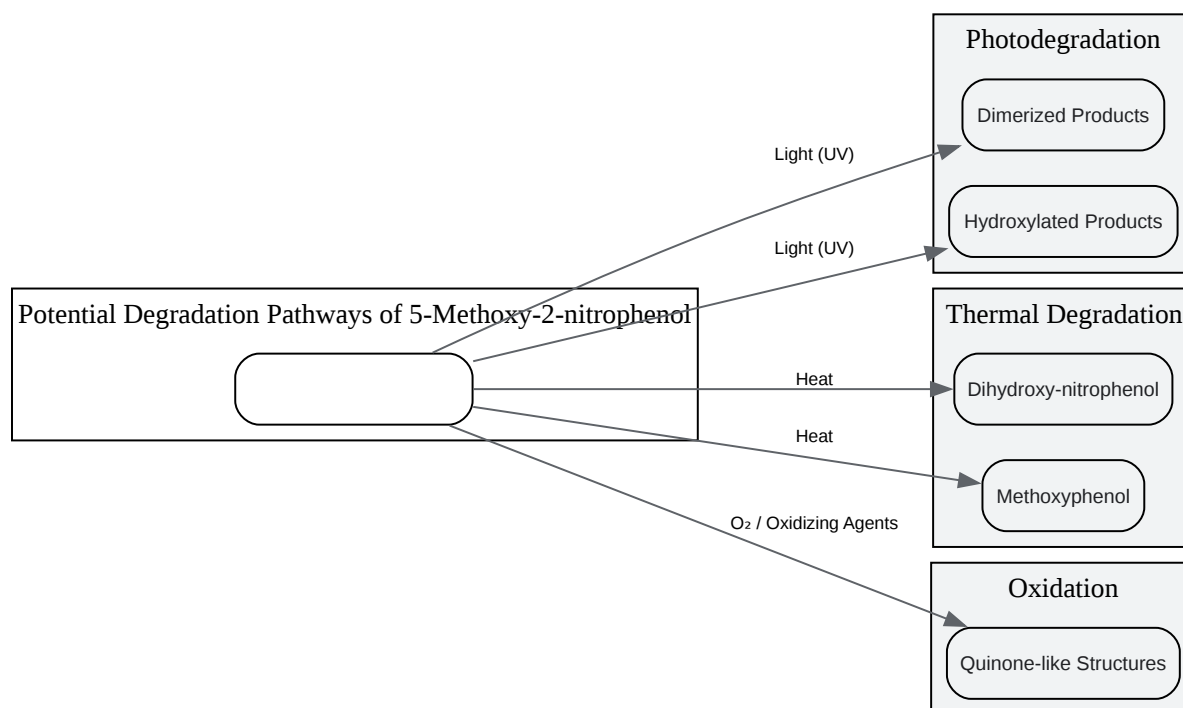 Potential Degradation Pathways of 5-Methoxy-2-nitrophenol
Light (UV)
Light (UV)
Heat
Heat
O₂ / Oxidizing Agents
Photodegradation
Dimerized Products
Hydroxylated Products
Thermal Degradation
Dihydroxy-nitrophenol
Methoxyphenol
Oxidation
Quinone-like Structures